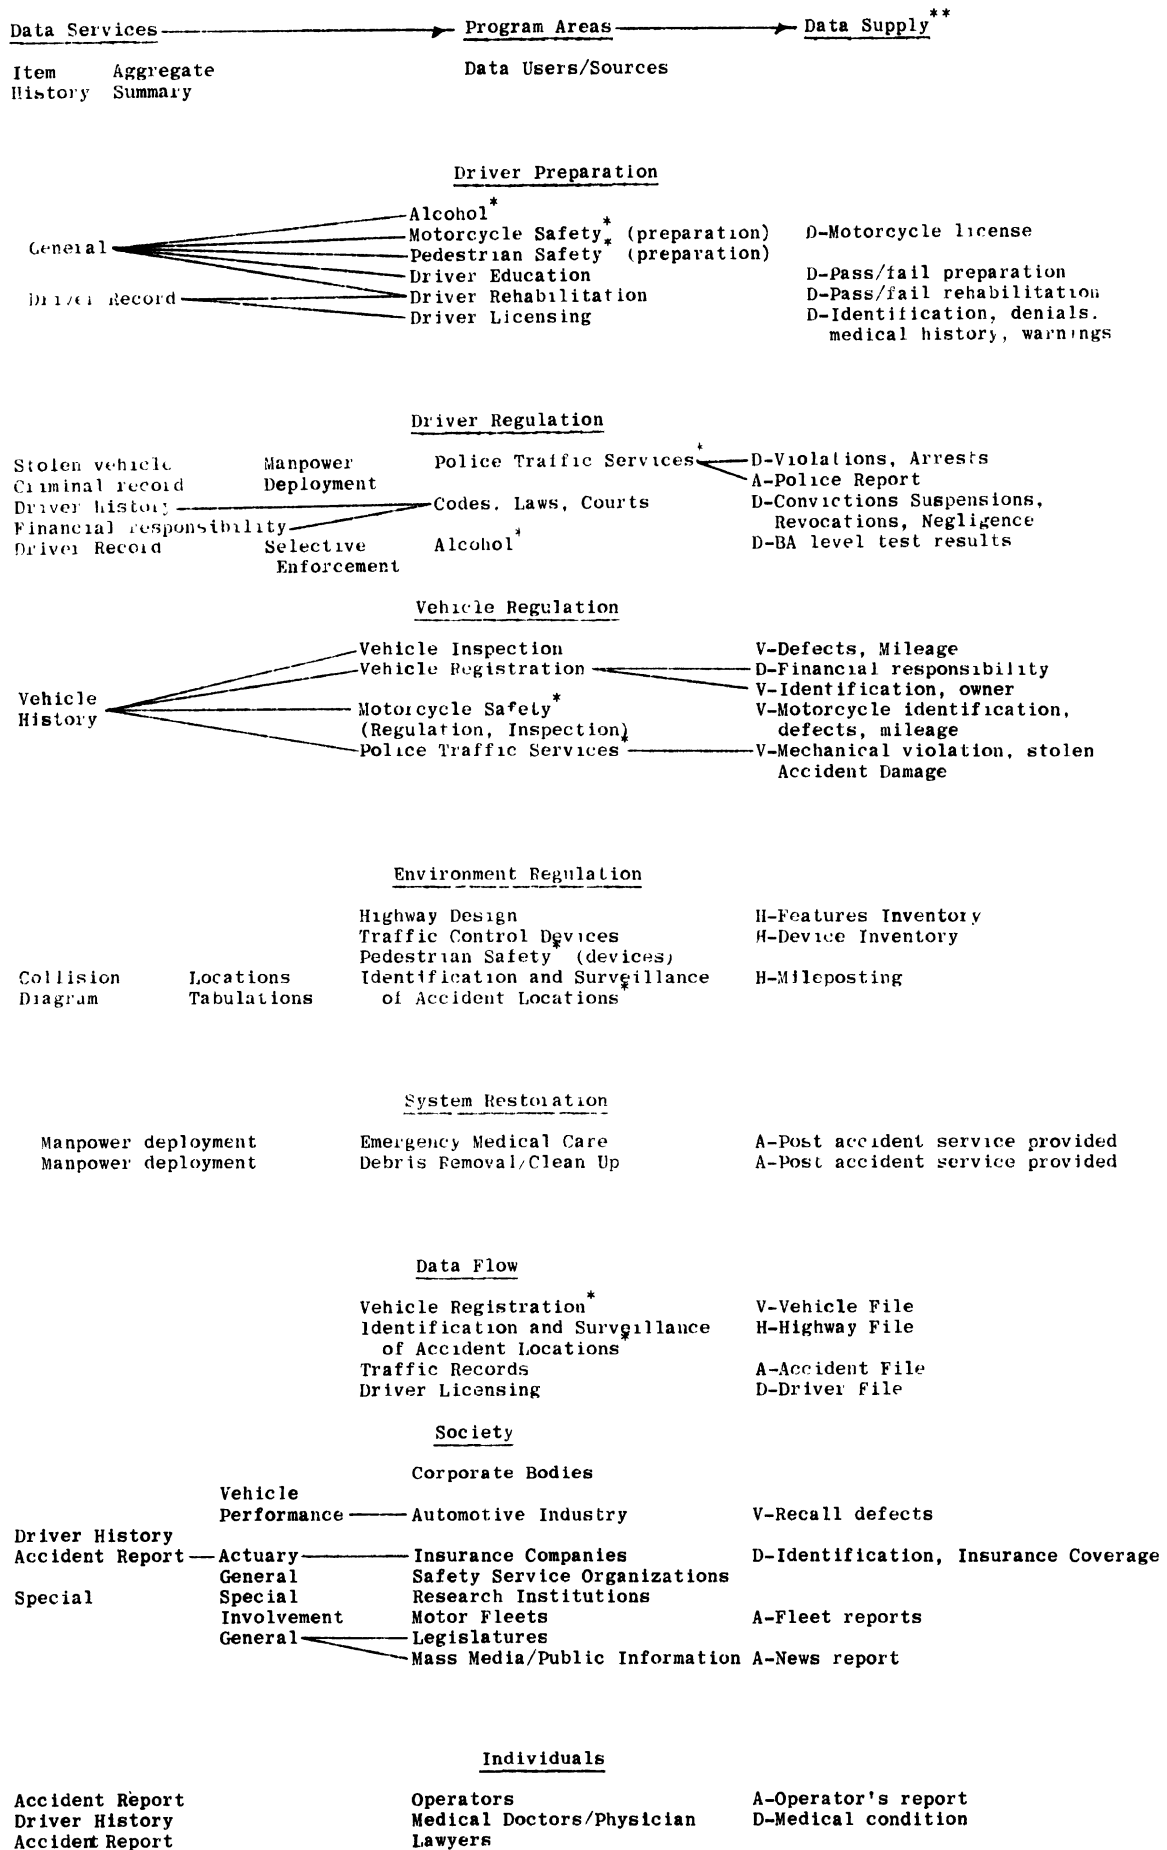 Data Services Program Areas Data Supply**
Item Aggregate Data Users/Sources
History Summary
Driver Preparation
Alcohol*
General Motorcycle Safety* (preparation) D-Motorcycle license
Pedestrian Safety* (preparation)
Driver Education D-Pass/fail preparation
Driver Record Driver Rehabilitation D-Pass/fail rehabilitation
Driver Licensing D-Identification, denials.
medical history, warnings
Driver Regulation
Stolen vehicle Manpower Police Traffic Services* D-Violations, Arrests
Criminal record Deployment A-Police Report
Driver history Codes. Laws, Courts D-Convictions Suspensions,
Financial responsibility Revocations, Negligence
Driver Record Selective Alcohol* D-BA level test results
Enforcement
Vehicle Regulation
Vehicle Inspection V-Defects, Mileage
Vehicle Registration D-Financial responsibility
V-Identification, owner
Vehicle Motorcycle Safety* V-Motorcycle identification,
History (Regulation, Inspection) defects, mileage
Police Traffic Services* V-Mechanical violation, stolen
Accident Damage
Environment Regulation
Highway Design H-Features Inventory
Traffic Control Devices H-Device Inventory
Pedestrian Safety* (devices)
Collision Locations Identification and Surveillance H-Mileposting
Diagram Tabulations of Accident Locations*
System Restoration
Manpower deployment Emergency Medical Care A-Post accident service provided
Manpower deployment Debris Removal/Clean Up A-Post accident service provided
Data Flow
Vehicle Registration* V-Vehicle File
Identification and Surveillance H-Highway File
of Accident Locations*
Traffic Records A-Accident File
Driver Licensing D-Driver File
Society
Corporate Bodies
Vehicle
Performance Automotive Industry V-Recall defects
Driver History
Accident Report Actuary Insurance Companies D-Identification, Insurance Coverage
General Safety Service Organizations
Special Special Research Institutions
Involvement Motor Fleets A-Fleet reports
General Legislatures
Mass Media/Public Information A-News report
Individuals
Accident Report Operators A-Operator's report
Driver History Medical Doctors/Physician D-Medical condition
Accident Report Lawyers